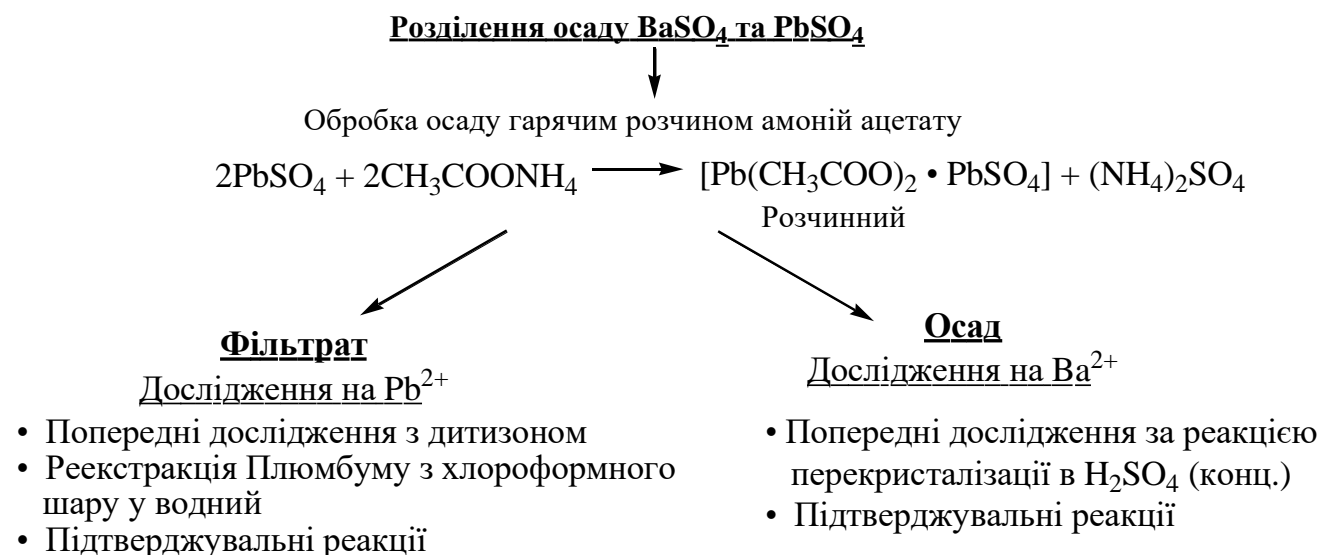 Розділення осаду BaSO4 та PbSO4
Обробка осаду гарячим розчином амоній ацетату
2PbSO4 + 2CH3COONH4 → [Pb(CH3COO)2 • PbSO4] + (NH4)2SO4
Розчинний
Фільтрат
Дослідження на Pb2+
• Попередні дослідження з дитизоном
• Реекстракція Плюмбуму з хлороформного
шару у водний
• Підтверджувальні реакції
Осад
Дослідження на Ba2+
• Попередні дослідження за реакцією
перекристалізації в H2SO4 (конц.)
• Підтверджувальні реакції